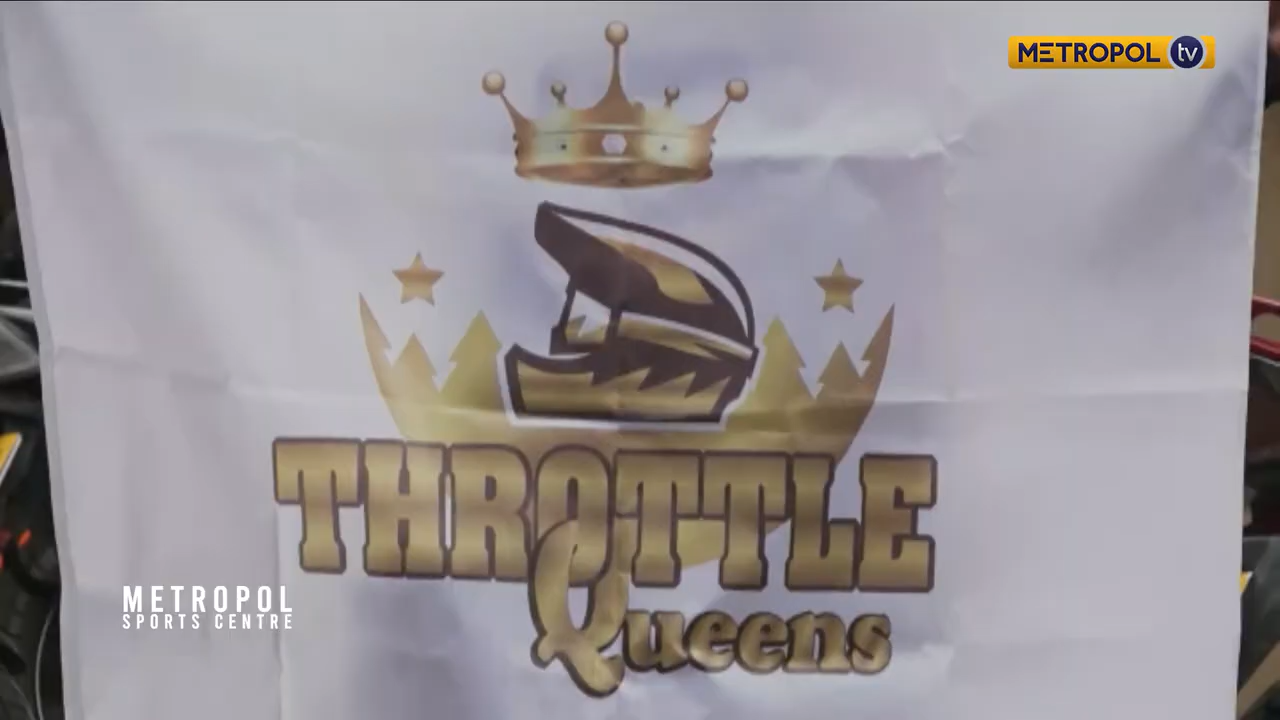 METROPOL tv
THROTTLE
Queens
METROPOL
SPORTS CENTRE